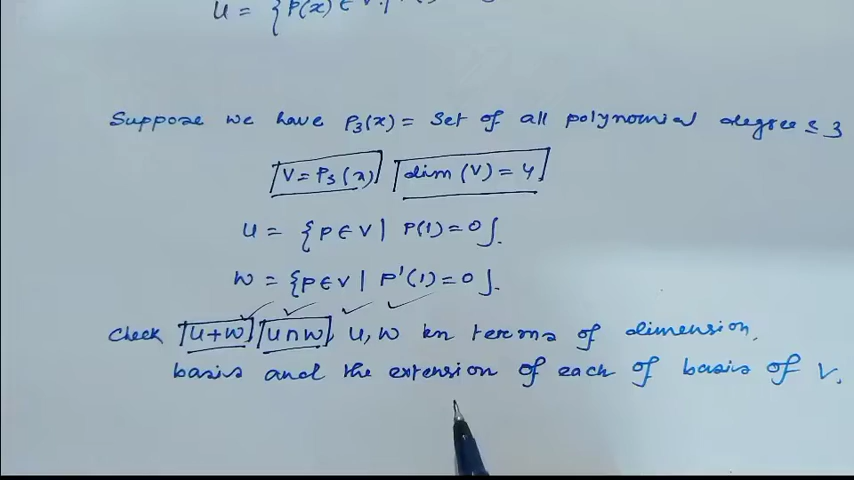 U = {P(x) ∈ V | P(
Suppose we have P₃(x) = Set of all polynomial degree ≤ 3
V = P₃(x) dim (V) = 4
U = {P ∈ V | P(1) = 0}.
W = {P ∈ V | P'(1) = 0}.
Check U+W, U∩W, U, W in terms of dimension,
basis and the extension of each of basis of V.